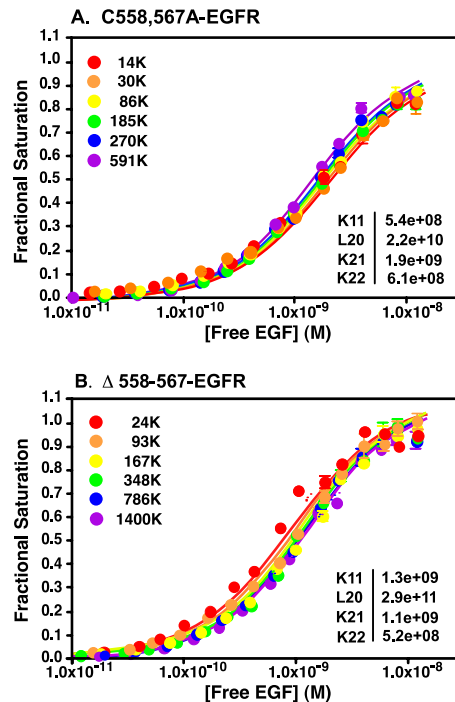 A. C558,567A-EGFR
1.1
1.0
0.9
0.8
0.7
0.6
0.5
0.4
0.3
0.2
0.1
0.0
Fractional Saturation
14K
30K
86K
185K
270K
591K
K11 5.4e+08
L20 2.2e+10
K21 1.9e+09
K22 6.1e+08
1.0x10⁻¹¹ 1.0x10⁻¹⁰ 1.0x10⁻⁹ 1.0x10⁻⁸
[Free EGF] (M)
B. Δ 558-567-EGFR
1.1
1.0
0.9
0.8
0.7
0.6
0.5
0.4
0.3
0.2
0.1
0.0
Fractional Saturation
24K
93K
167K
348K
786K
1400K
K11 1.3e+09
L20 2.9e+11
K21 1.1e+09
K22 5.2e+08
1.0x10⁻¹¹ 1.0x10⁻¹⁰ 1.0x10⁻⁹ 1.0x10⁻⁸
[Free EGF] (M)